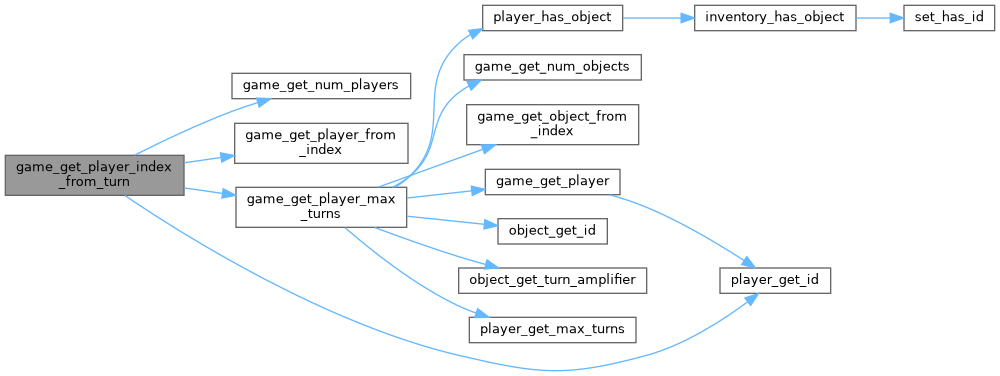 game_get_player_index
_from_turn
game_get_num_players
game_get_player_from
_index
game_get_player_max
_turns
player_has_object
game_get_num_objects
game_get_object_from
_index
game_get_player
object_get_id
object_get_turn_amplifier
player_get_max_turns
inventory_has_object
player_get_id
set_has_id